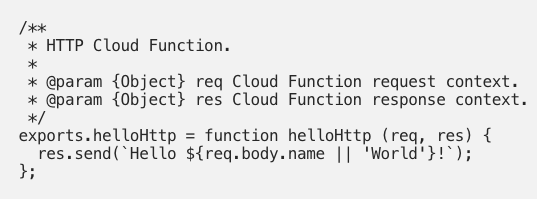 /**
 * HTTP Cloud Function.
 *
 * @param {Object} req Cloud Function request context.
 * @param {Object} res Cloud Function response context.
 */
exports.helloHttp = function helloHttp (req, res) {
  res.send(`Hello ${req.body.name || 'World'}!`);
};